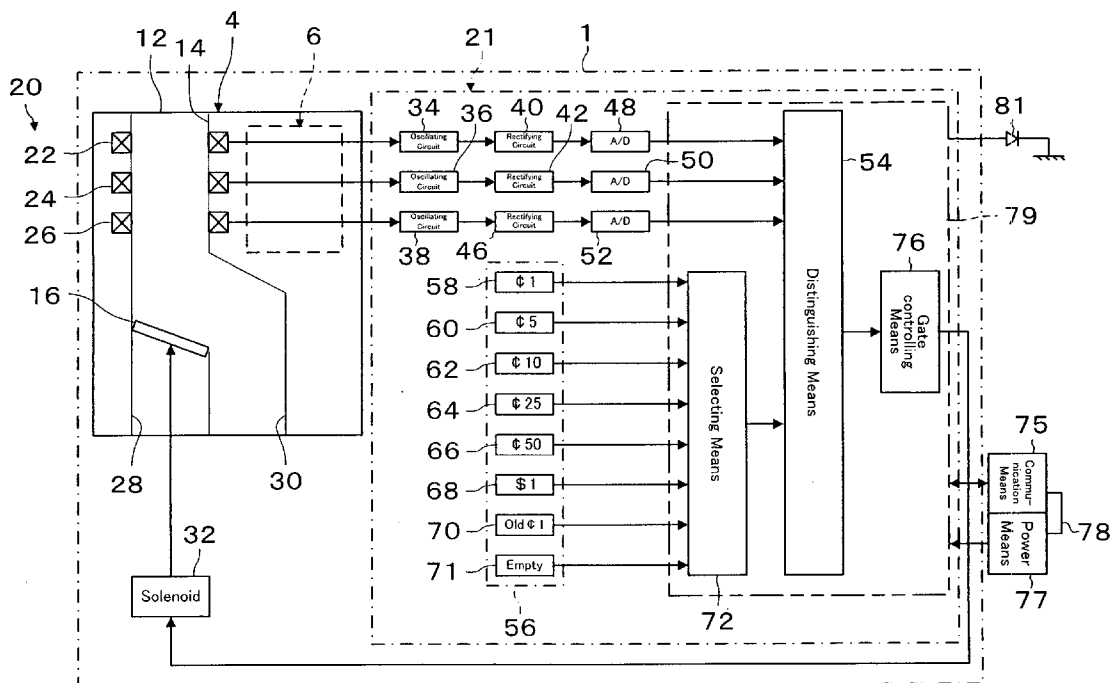 1
12
14
4
6
21
20
34
36
40
42
48
50
81
22
Oscillating Circuit
Rectifying Circuit
A/D
54
24
Oscillating Circuit
Rectifying Circuit
A/D
26
Oscillating Circuit
Rectifying Circuit
A/D
79
38
46
52
76
58
¢ 1
60
¢ 5
62
¢ 10
64
¢ 25
66
¢ 50
68
$ 1
70
Old ¢ 1
71
Empty
56
Selecting Means
72
Distinguishing Means
Gate
controlling
Means
16
28
30
32
Solenoid
75
Commu-
nication
Means
Power
Means
78
77